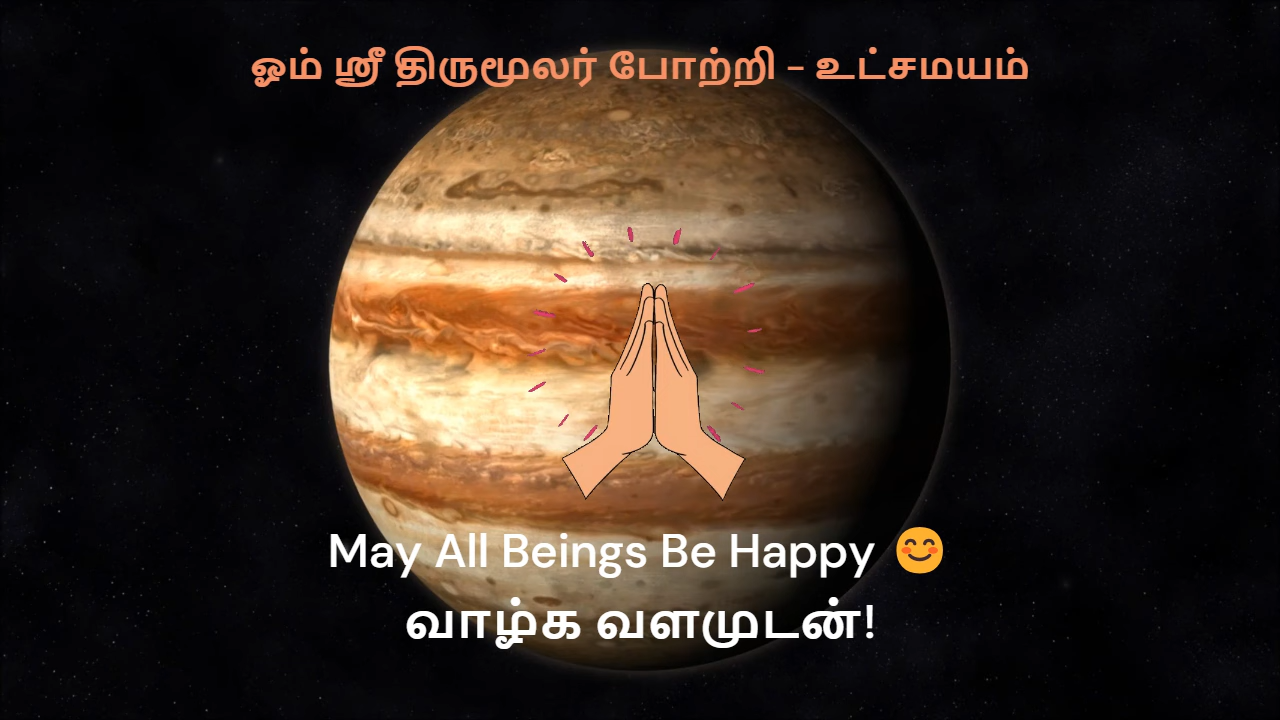 ஓம் ஸ்ரீ திருமூலர் போற்றி - உட்சமயம்
May All Beings Be Happy 😊
வாழ்க வளமுடன்!